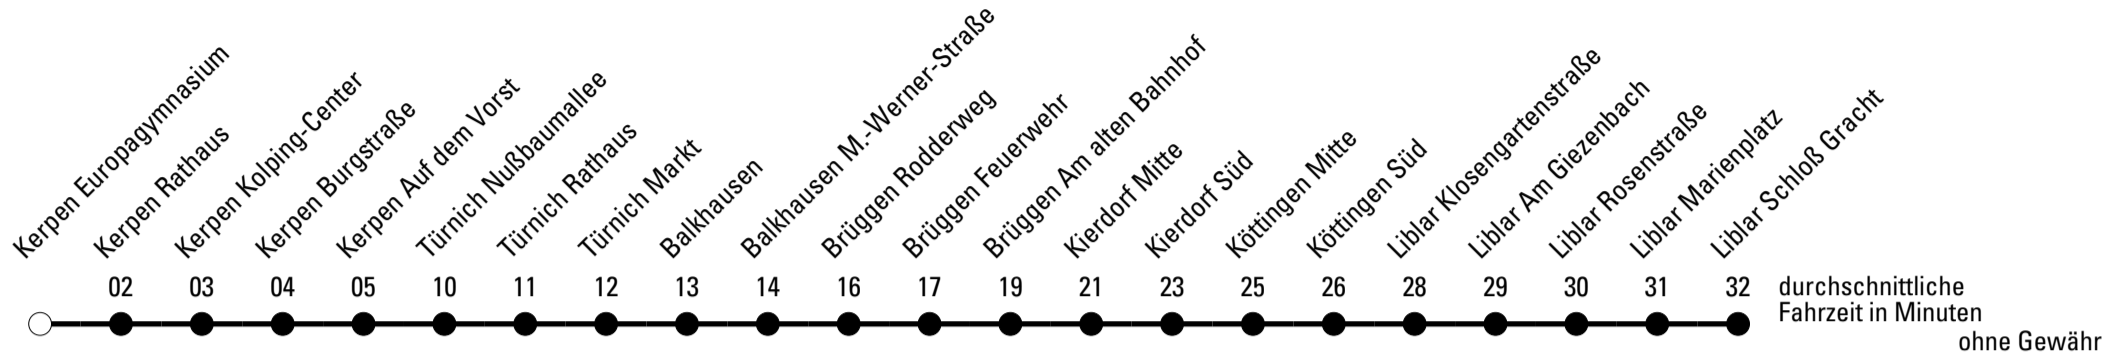 Kerpen Europagymnasium
Kerpen Rathaus
Kerpen Kolping-Center
Kerpen Burgstraße
Kerpen Auf dem Vorst
Türnich Nußbaumallee
Türnich Rathaus
Türnich Markt
Balkhausen
Balkhausen M.-Werner-Straße
Brüggen Rodderweg
Brüggen Feuerwehr
Brüggen Am alten Bahnhof
Kierdorf Mitte
Kierdorf Süd
Köttingen Mitte
Köttingen Süd
Liblar Klosengartenstraße
Liblar Am Giezenbach
Liblar Rosenstraße
Liblar Marienplatz
Liblar Schloß Gracht
02 03 04 05 10 11 12 13 14 16 17 19 21 23 25 26 28 29 30 31 32 durchschnittliche
Fahrzeit in Minuten
ohne Gewähr